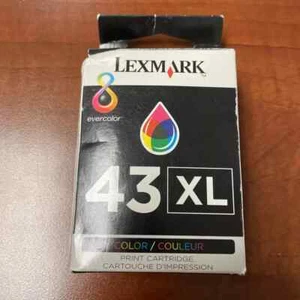 LEXMARK
evercolor
43 XL
COLOR / COULEUR
PRINT CARTRIDGE
CARTOUCHE D'IMPRESSION